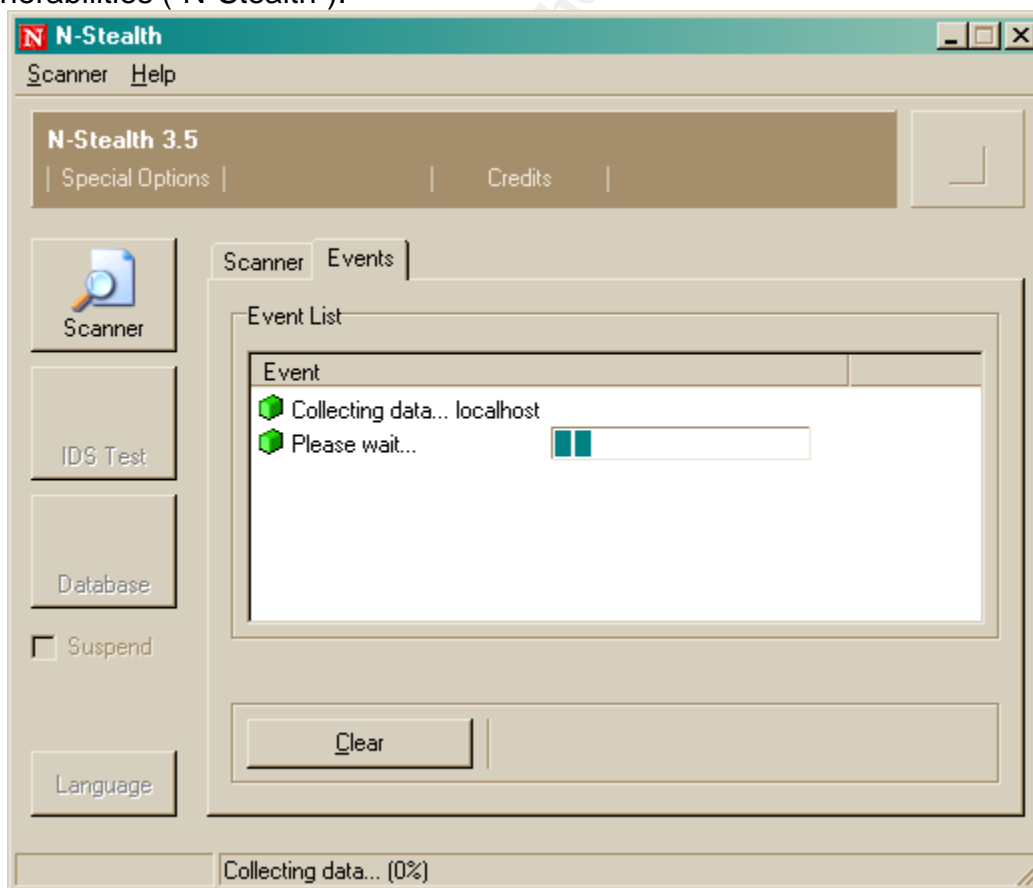 nerabilities ( N-Stealth ).
N-Stealth
Scanner Help
N-Stealth 3.5
| Special Options | | Credits |
Scanner Events
Scanner
Event List
Event
Collecting data... localhost
Please wait...
IDS Test
Database
Suspend
Clear
Language
Collecting data... (0%)